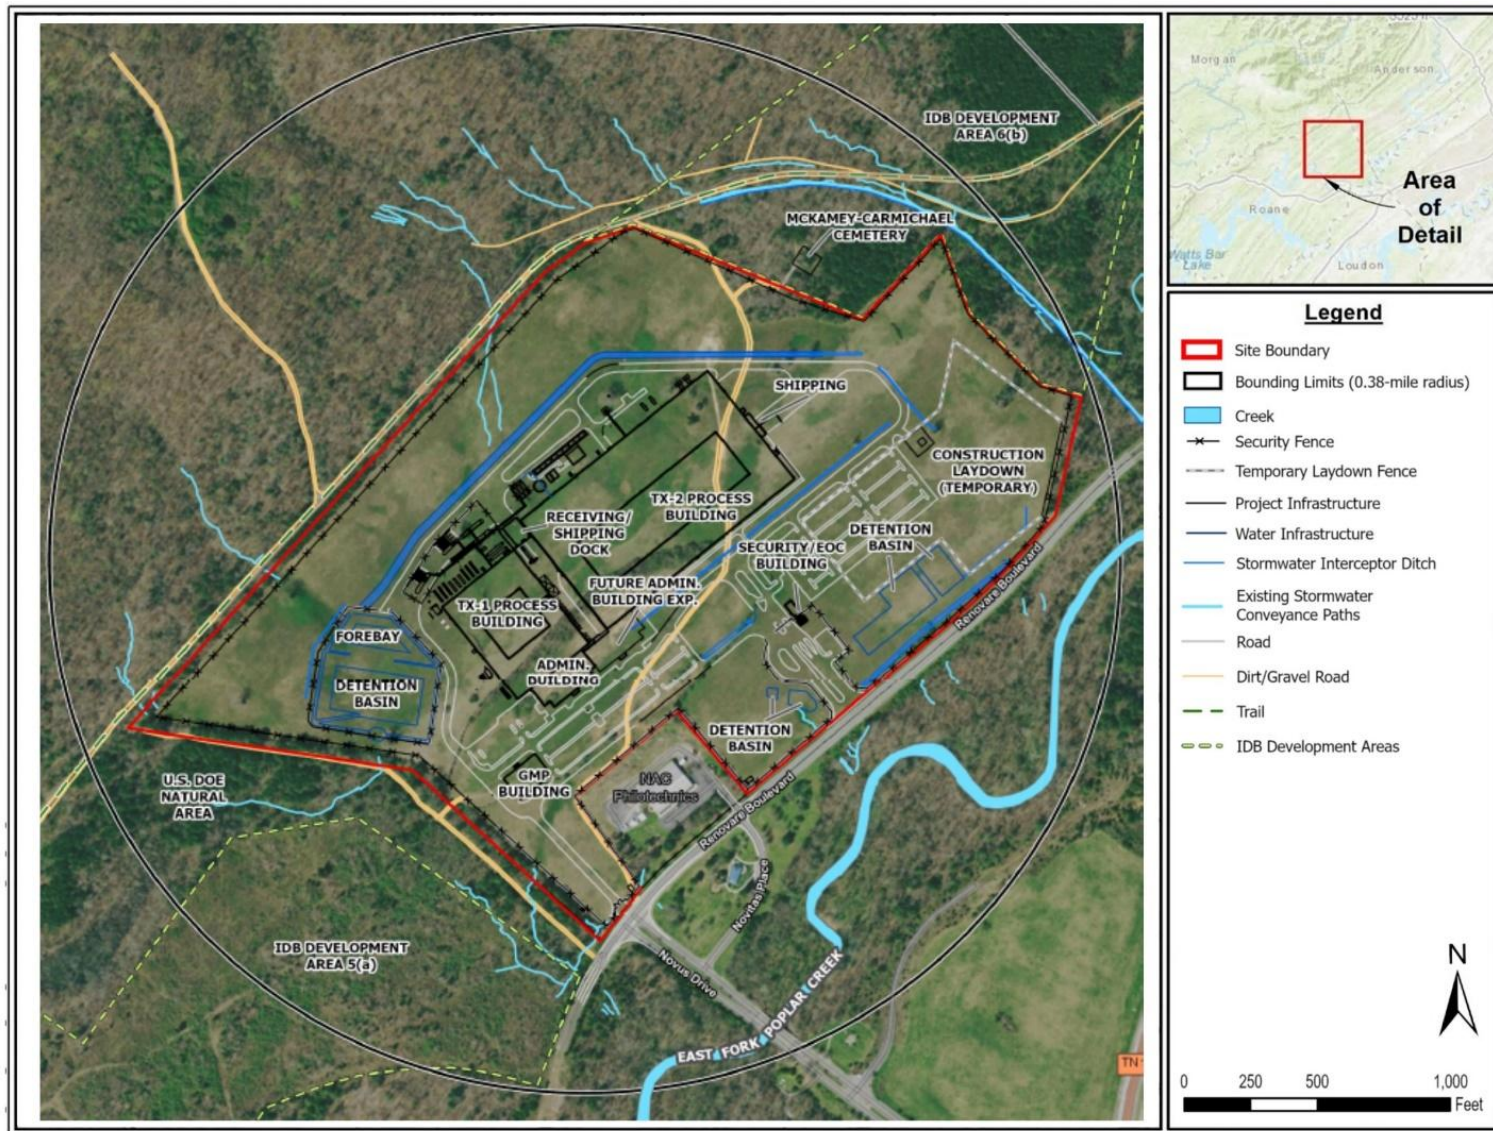 IDB DEVELOPMENT
AREA 6(b)
MCKAMEY-CARMICHAEL
CEMETERY
SHIPPING
CONSTRUCTION
LAYDOWN
(TEMPORARY)
TX-2 PROCESS
BUILDING
RECEIVING/
SHIPPING
DOCK
DETENTION
BASIN
SECURITY/EOC
BUILDING
FUTURE ADMIN.
BUILDING EXP.
TX-1 PROCESS
BUILDING
FOREBAY
DETENTION
BASIN
ADMIN.
BUILDING
Renovare Boulevard
DETENTION
BASIN
GMP
BUILDING
NAC
Philotechnics
U.S. DOE
NATURAL
AREA
Renovare Boulevard
Novitas Place
IDB DEVELOPMENT
AREA 5(a)
Novus Drive
EAST FORK POPLAR CREEK
TN
Morgan
Anderson
Roane
Watts Bar
Lake
Loudon
Area
of
Detail
Legend
Site Boundary
Bounding Limits (0.38-mile radius)
Creek
Security Fence
Temporary Laydown Fence
Project Infrastructure
Water Infrastructure
Stormwater Interceptor Ditch
Existing Stormwater
Conveyance Paths
Road
Dirt/Gravel Road
Trail
IDB Development Areas
N
0 250 500 1,000
Feet